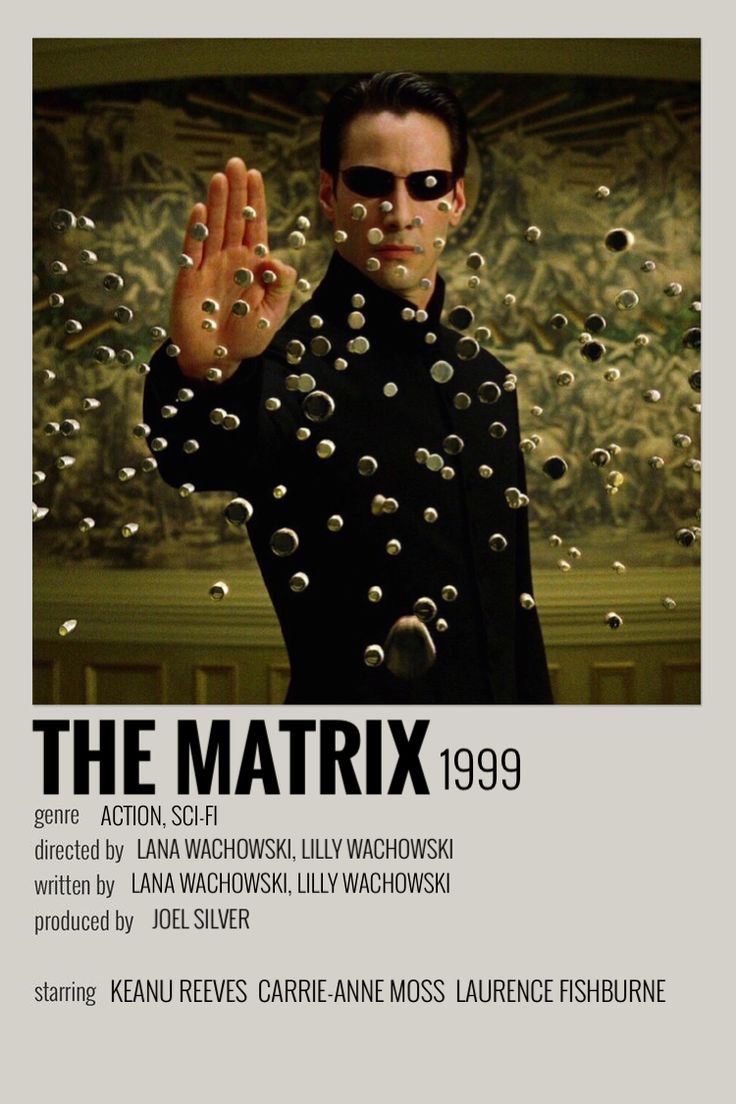 THE MATRIX 1999
genre ACTION, SCI-FI
directed by LANA WACHOWSKI, LILLY WACHOWSKI
written by LANA WACHOWSKI, LILLY WACHOWSKI
produced by JOEL SILVER
starring KEANU REEVES CARRIE-ANNE MOSS LAURENCE FISHBURNE